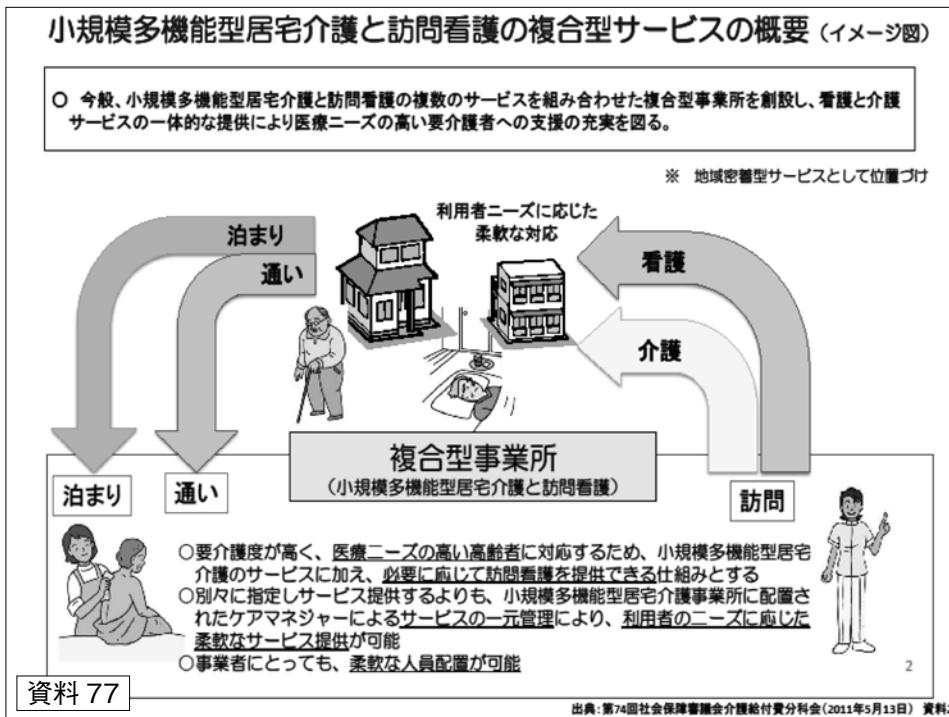 小規模多機能型居宅介護と訪問看護の複合型サービスの概要（イメージ図）
○ 今般、小規模多機能型居宅介護と訪問看護の複数のサービスを組み合わせた複合型事業所を創設し、看護と介護
サービスの一体的な提供により医療ニーズの高い要介護者への支援の充実を図る。
※ 地域密着型サービスとして位置づけ
利用者ニーズに応じた
柔軟な対応
泊まり
通い
看護
介護
複合型事業所
（小規模多機能型居宅介護と訪問看護）
泊まり
通い
訪問
○要介護度が高く、医療ニーズの高い高齢者に対応するため、小規模多機能型居宅
介護のサービスに加え、必要に応じて訪問看護を提供できる仕組みとする
○別々に指定しサービス提供するよりも、小規模多機能型居宅介護事業所に配置さ
れたケアマネジャーによるサービスの一元管理により、利用者のニーズに応じた
柔軟なサービス提供が可能
○事業者にとっても、柔軟な人員配置が可能
2
資料 77
出典：第74回社会保障審議会介護給付費分科会（2011年5月13日） 資料